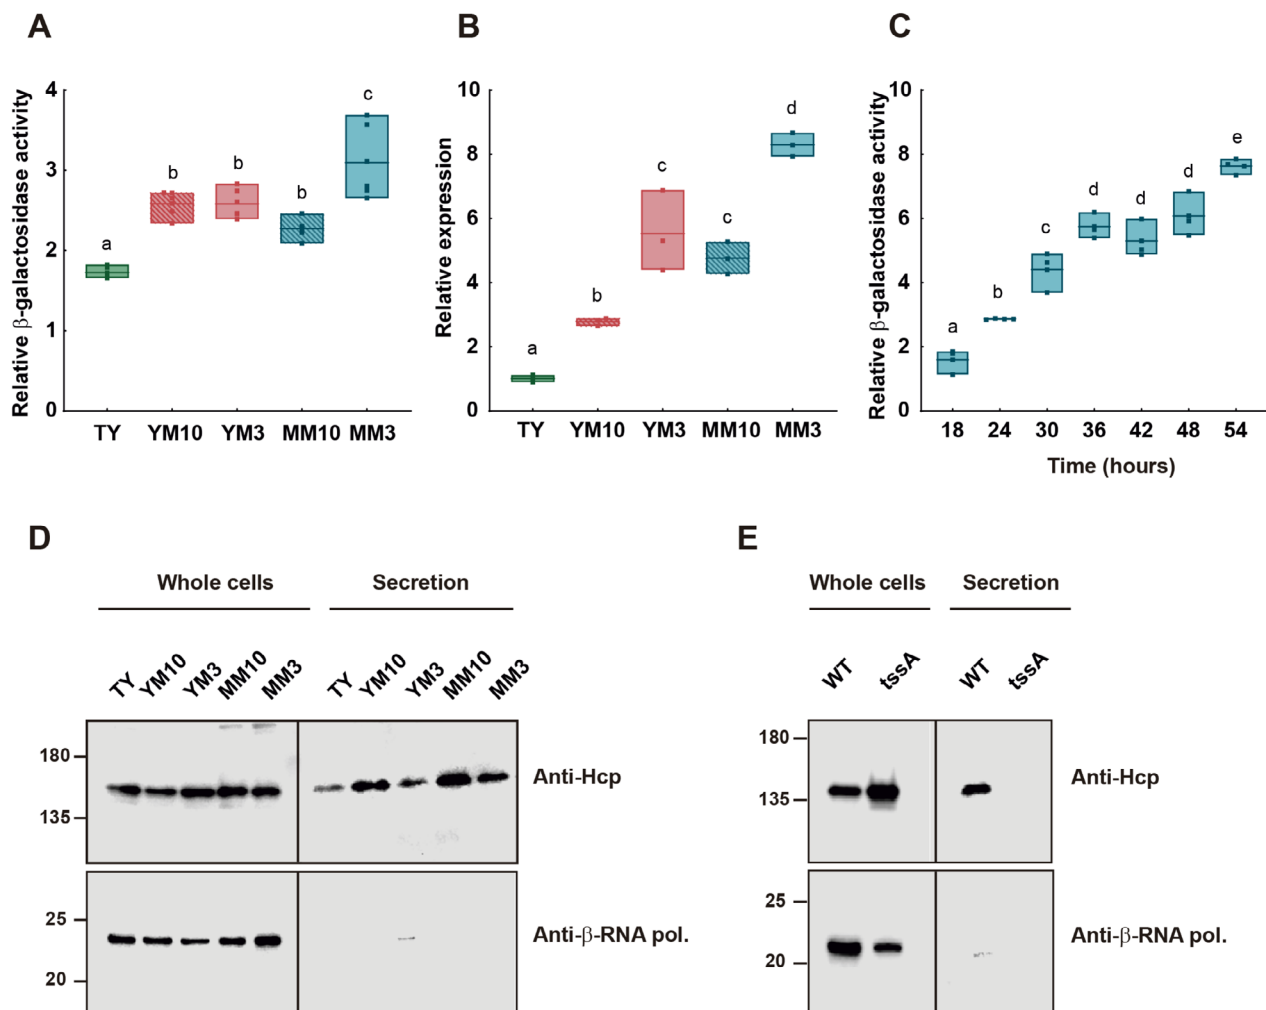 A
B
C
Relative β-galactosidase activity
4
3
2
1
0
a
b
b
b
c
TY
YM10
YM3
MM10
MM3
Relative expression
10
8
6
4
2
0
a
b
c
c
d
TY
YM10
YM3
MM10
MM3
Relative β-galactosidase activity
10
8
6
4
2
0
a
b
c
d
d
d
e
18
24
30
36
42
48
54
Time (hours)
D
Whole cells
Secretion
TY
YM10
YM3
MM10
MM3
TY
YM10
YM3
MM10
MM3
180
135
Anti-Hcp
25
20
Anti-β-RNA pol.
E
Whole cells
Secretion
WT
tssA
WT
tssA
180
135
Anti-Hcp
25
20
Anti-β-RNA pol.